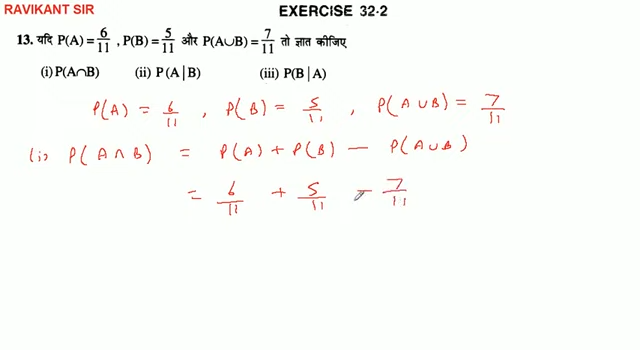 RAVIKANT SIR
EXERCISE 32-2
13. यदि P(A)=6/11, P(B)=5/11 और P(A∪B)=7/11 तो ज्ञात कीजिए
(i) P(A∩B) (ii) P(A|B) (iii) P(B|A)
P(A) = 6/11, P(B) = 5/11, P(A∪B) = 7/11
(i) P(A∩B) = P(A) + P(B) − P(A∪B)
= 6/11 + 5/11 − 7/11